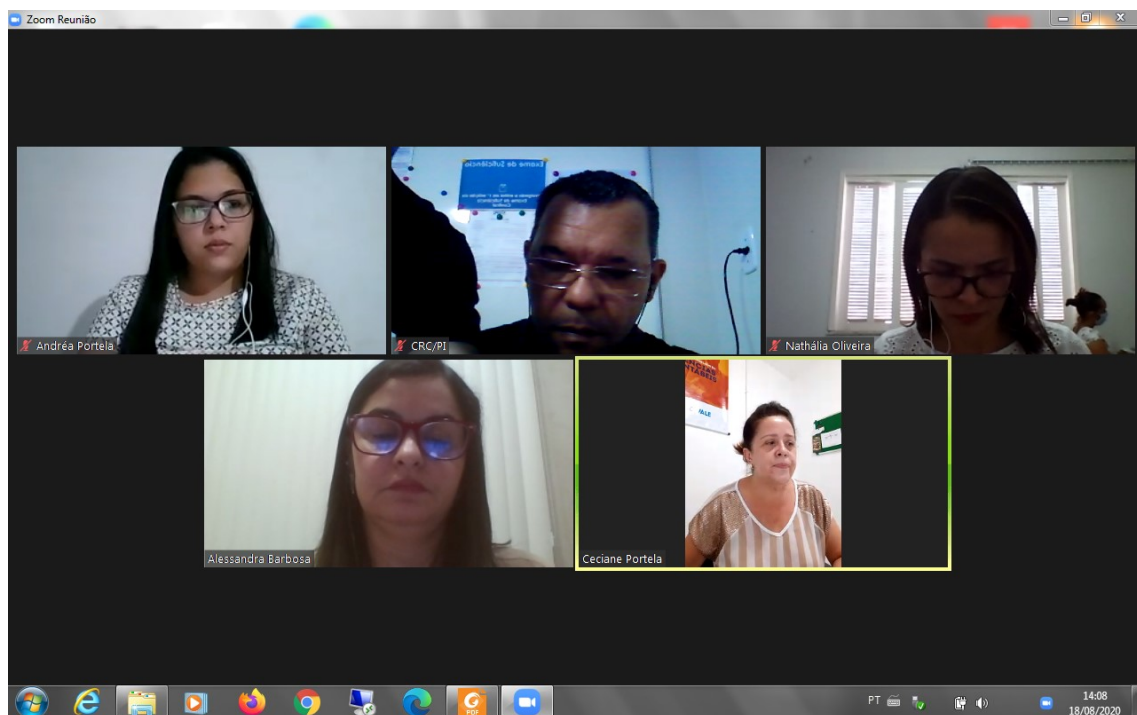 Zoom Reunião
Exame de Suficiência
Andréa Portela
CRC/PI
Nathália Oliveira
Alessandra Barbosa
Ceciane Portela
PDF
PT
14:08
18/08/2020